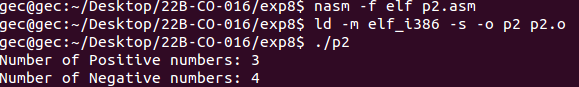 gec@gec:~/Desktop/22B-CO-016/exp8$ nasm -f elf p2.asm
gec@gec:~/Desktop/22B-CO-016/exp8$ ld -m elf_i386 -s -o p2 p2.o
gec@gec:~/Desktop/22B-CO-016/exp8$ ./p2
Number of Positive numbers: 3
Number of Negative numbers: 4